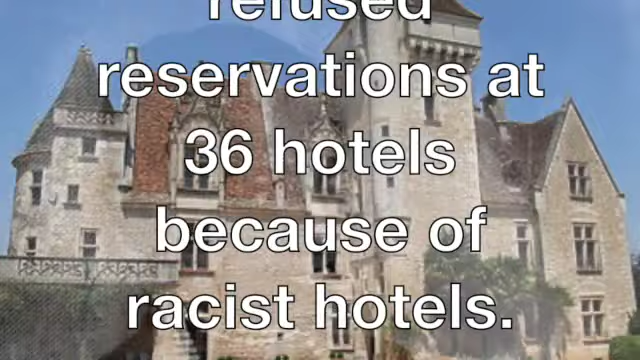 refused
reservations at
36 hotels
because of
racist hotels.